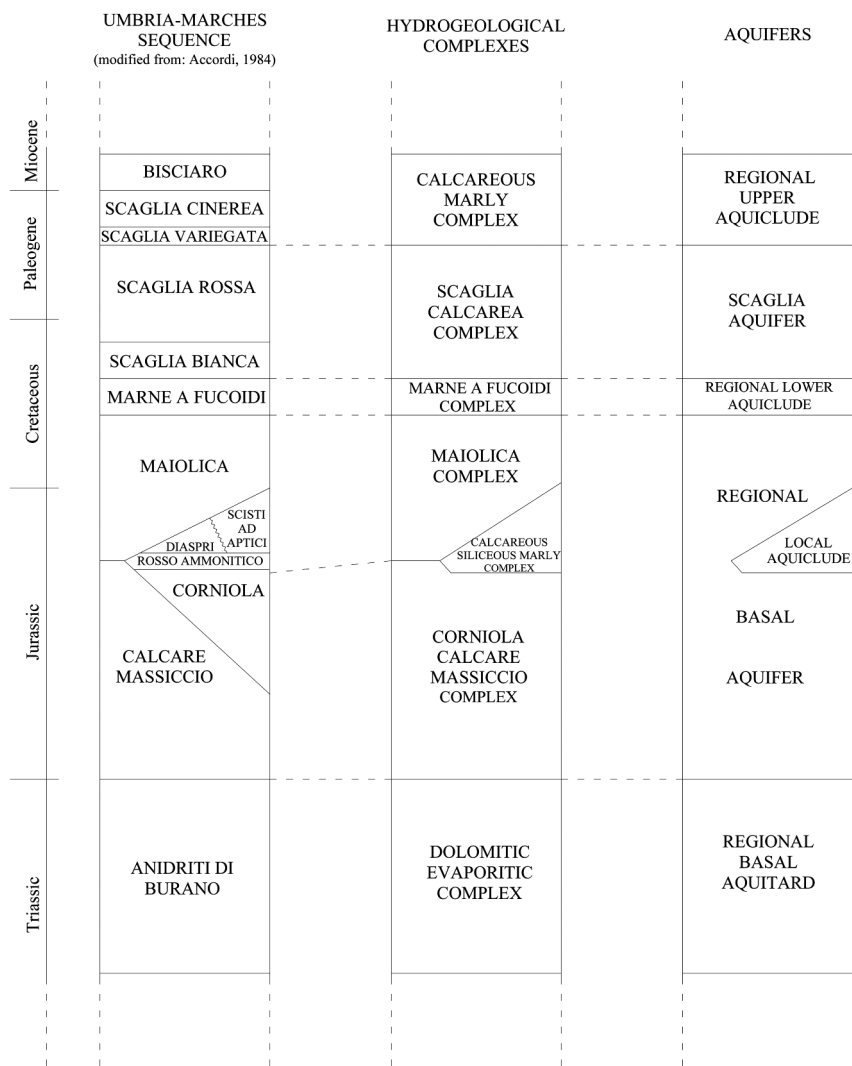 UMBRIA-MARCHES
SEQUENCE
(modified from: Accordi, 1984)
HYDROGEOLOGICAL
COMPLEXES
AQUIFERS
Miocene
Paleogene
Cretaceous
Jurassic
Triassic
BISCIARO
SCAGLIA CINEREA
SCAGLIA VARIEGATA
SCAGLIA ROSSA
SCAGLIA BIANCA
MARNE A FUCOIDI
MAIOLICA
SCISTI
AD
APTICI
DIASPRI
ROSSO AMMONITICO
CORNIOLA
CALCARE
MASSICCIO
ANIDRITI DI
BURANO
CALCAREOUS
MARLY
COMPLEX
SCAGLIA
CALCAREA
COMPLEX
MARNE A FUCOIDI
COMPLEX
MAIOLICA
COMPLEX
CALCAREOUS
SILICEOUS MARLY
COMPLEX
CORNIOLA
CALCARE
MASSICCIO
COMPLEX
DOLOMITIC
EVAPORITIC
COMPLEX
REGIONAL
UPPER
AQUICLUDE
SCAGLIA
AQUIFER
REGIONAL LOWER
AQUICLUDE
REGIONAL
LOCAL
AQUICLUDE
BASAL
AQUIFER
REGIONAL
BASAL
AQUITARD